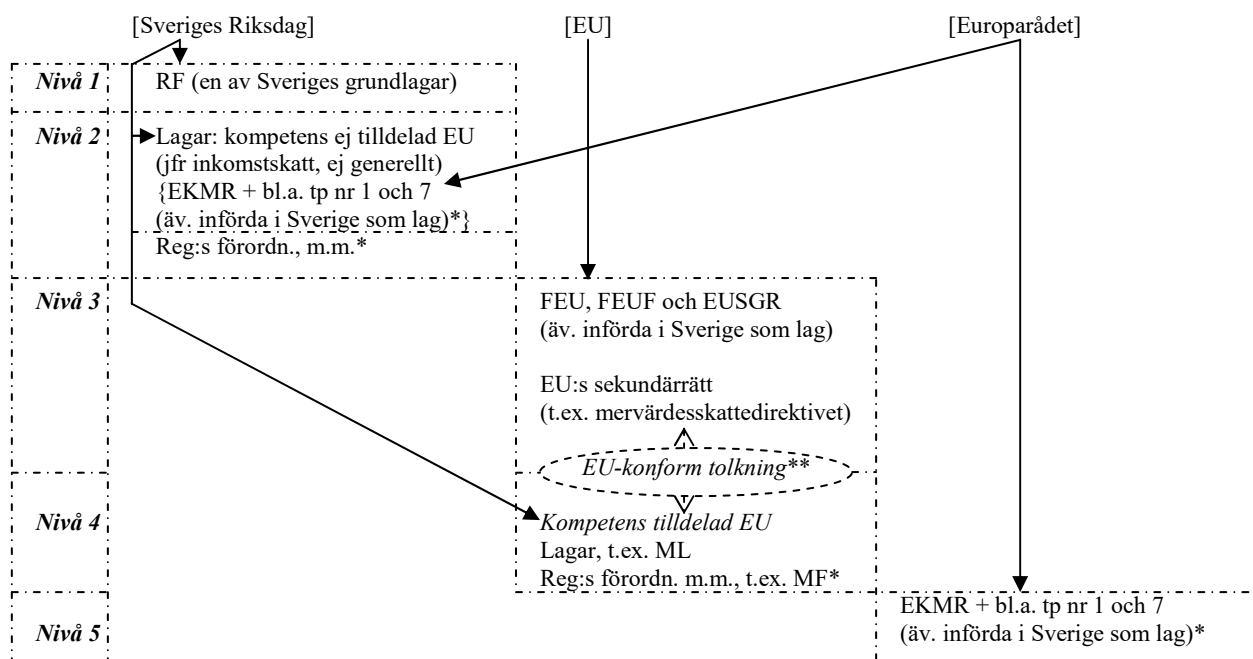 [Sveriges Riksdag] [EU] [Europarådet]
Nivå 1 RF (en av Sveriges grundlagar)
Nivå 2 Lagar: kompetens ej tilldelad EU
(jfr inkomstskatt, ej generellt)
{EKMR + bl.a. tp nr 1 och 7
(äv. införda i Sverige som lag)*}
Reg:s förordn., m.m.*
Nivå 3 FEU, FEUF och EUSGR
(äv. införda i Sverige som lag)
EU:s sekundärrätt
(t.ex. mervärdesskattedirektivet)
EU-konform tolkning**
Nivå 4 Kompetens tilldelad EU
Lagar, t.ex. ML
Reg:s förordn. m.m., t.ex. MF*
EKMR + bl.a. tp nr 1 och 7
Nivå 5 (äv. införda i Sverige som lag)*